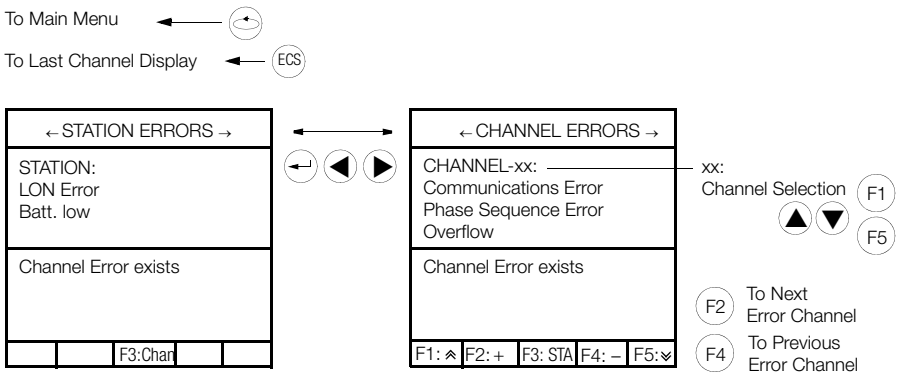 To Main Menu
To Last Channel Display ECS
← STATION ERRORS →
STATION:
LON Error
Batt. low
Channel Error exists
F3:Chan
← CHANNEL ERRORS →
CHANNEL-xx:
Communications Error
Phase Sequence Error
Overflow
Channel Error exists
F1: F2: + F3: STA F4: – F5:
xx:
Channel Selection F1
F5
F2 To Next
Error Channel
F4 To Previous
Error Channel